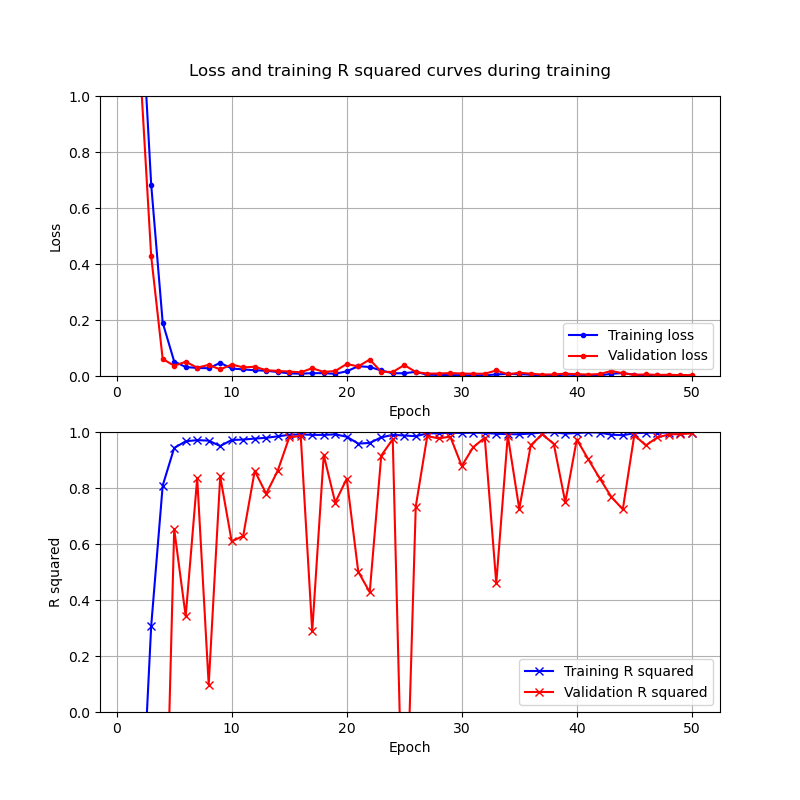 Loss and training R squared curves during training
1.0
0.8
0.6
0.4
0.2
0.0
Loss
0 10 20 30 40 50
Epoch
Training loss
Validation loss
1.0
0.8
0.6
0.4
0.2
0.0
R squared
0 10 20 30 40 50
Epoch
Training R squared
Validation R squared